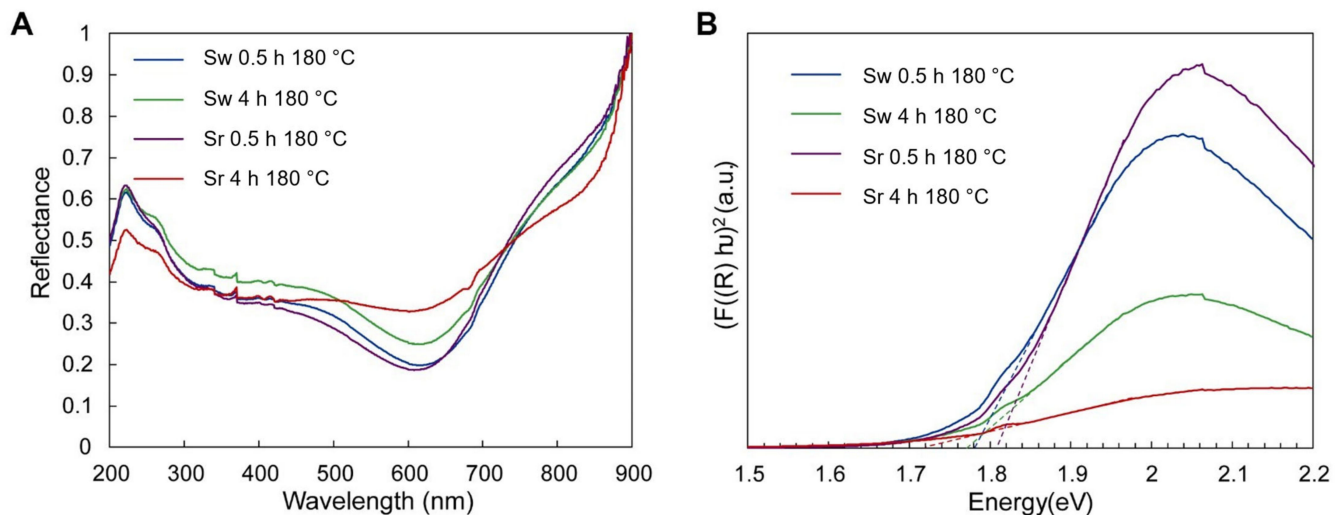 A
Sw 0.5 h 180 °C
Sw 4 h 180 °C
Sr 0.5 h 180 °C
Sr 4 h 180 °C
Reflectance
1
0.9
0.8
0.7
0.6
0.5
0.4
0.3
0.2
0.1
0
200 300 400 500 600 700 800 900
Wavelength (nm)
B
Sw 0.5 h 180 °C
Sw 4 h 180 °C
Sr 0.5 h 180 °C
Sr 4 h 180 °C
(F((R) hυ)² (a.u.)
1.5 1.6 1.7 1.8 1.9 2 2.1 2.2
Energy(eV)